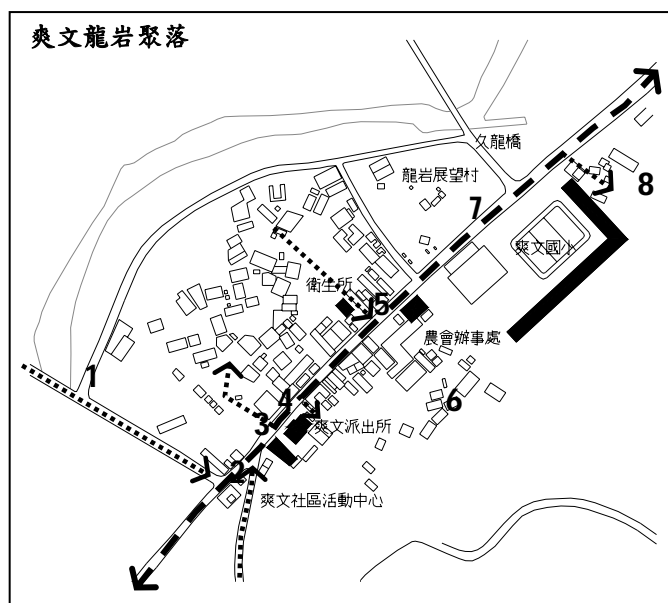 爽文龍岩聚落
久龍橋
龍岩展望村
7
8
爽文國小
衛生所
5
農會辦事處
1
4
6
3
爽文派出所
2
爽文社區活動中心